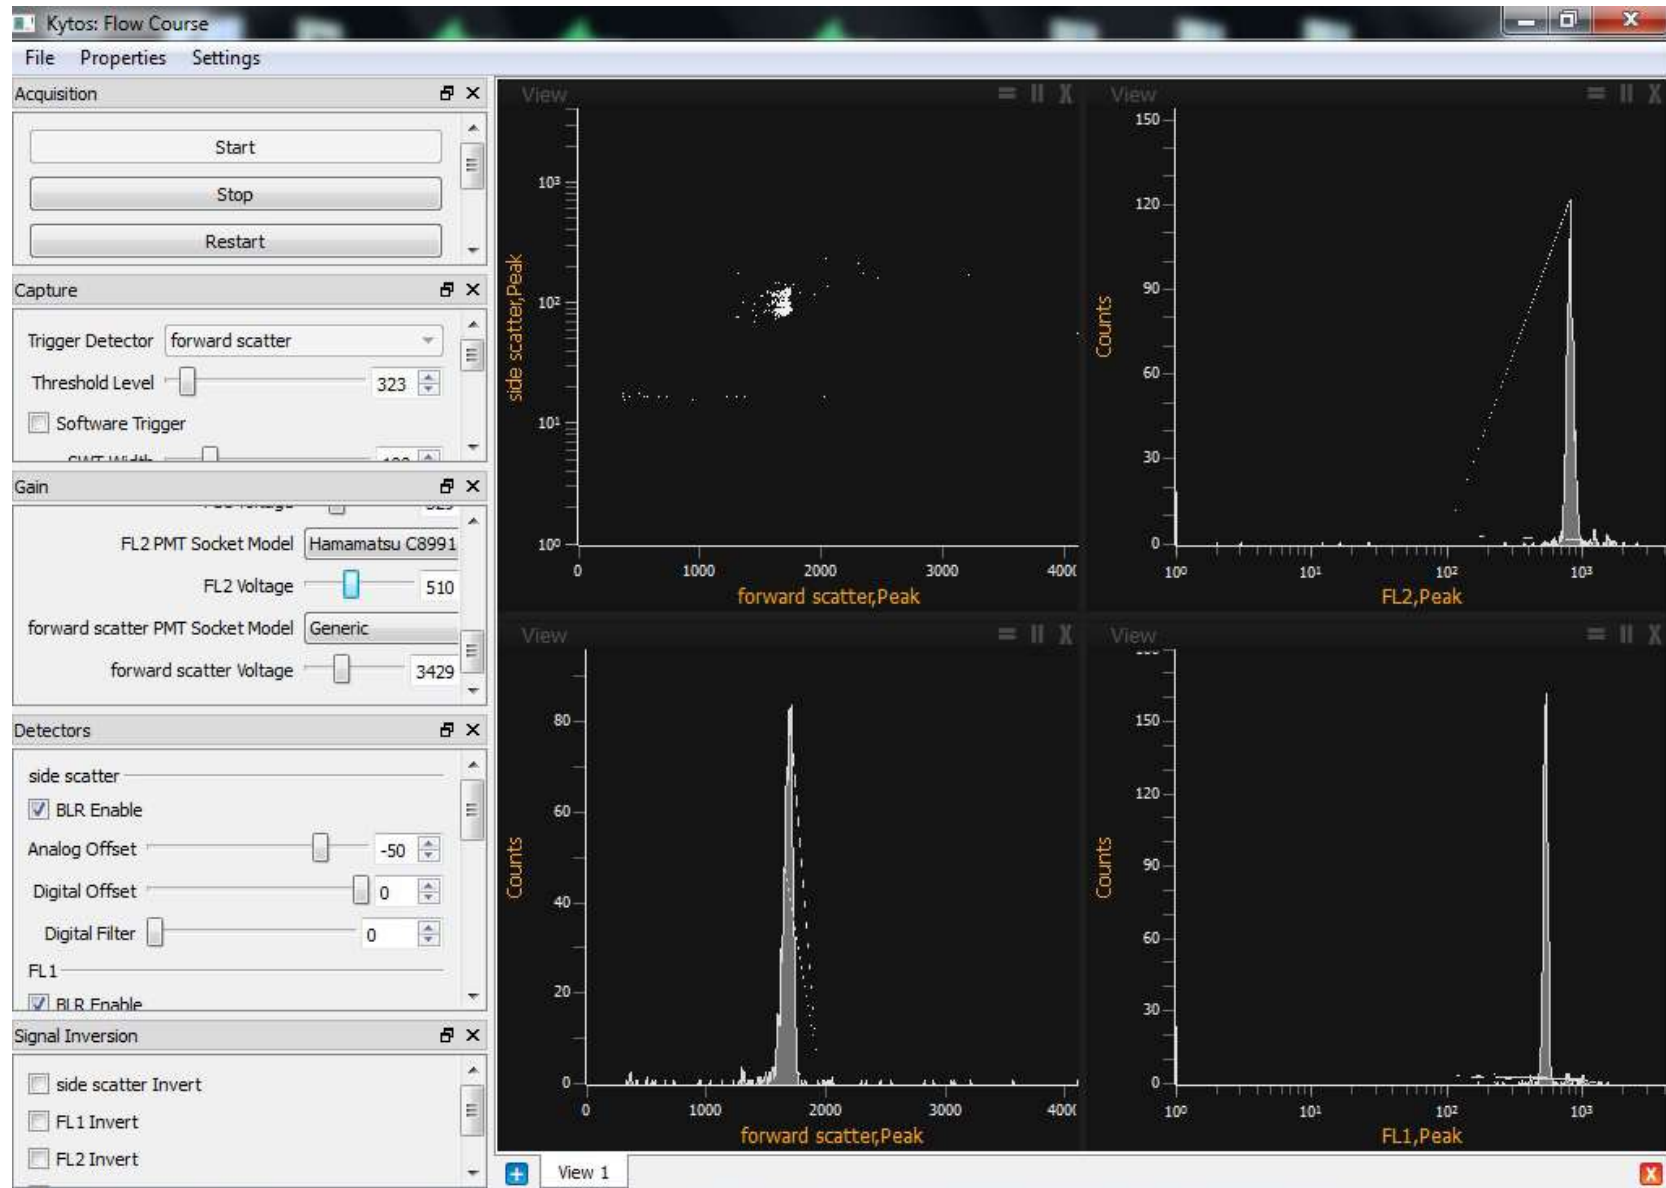 Kytos: Flow Course
File Properties Settings
Acquisition
Start
Stop
Restart
Capture
Trigger Detector forward scatter
Threshold Level 323
Software Trigger
SWT Width
Gain
FL2 PMT Socket Model Hamamatsu C8991
FL2 Voltage 510
forward scatter PMT Socket Model Generic
forward scatter Voltage 3429
Detectors
side scatter
BLR Enable
Analog Offset -50
Digital Offset 0
Digital Filter 0
FL1
BLR Enable
Signal Inversion
side scatter Invert
FL1 Invert
FL2 Invert
View
10³
10²
10¹
10⁰
side scatter,Peak
0 1000 2000 3000 400
forward scatter,Peak
View
150
120
90
60
30
0
Counts
10⁰ 10¹ 10² 10³
FL2,Peak
View
80
60
40
20
0
Counts
0 1000 2000 3000 400
forward scatter,Peak
View
150
120
90
60
30
0
Counts
10⁰ 10¹ 10² 10³
FL1,Peak
View 1